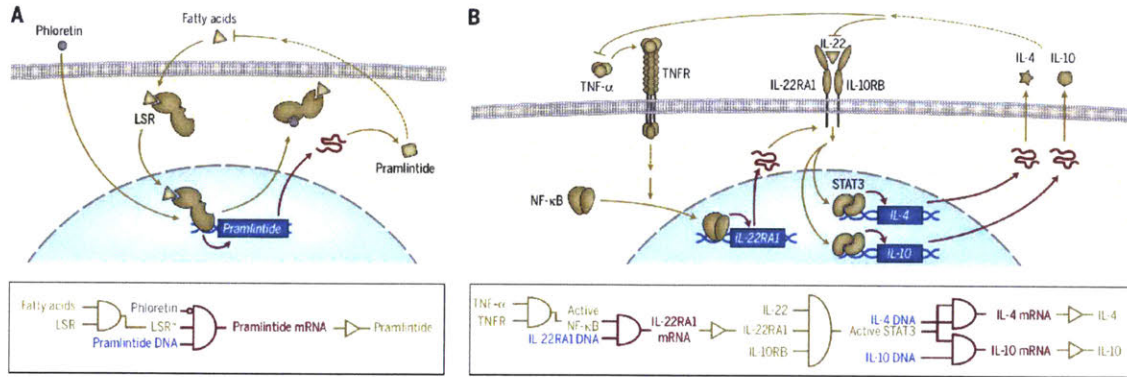 A
Phloretin
Fatty acids
LSR
Pramlintide
Pramlintide
Fatty acids
LSR
Phloretin
LSR*
Pramlintide DNA
Pramlintide mRNA
Pramlintide
B
TNF-α
TNFR
IL-22
IL-22RA1
IL-10RB
IL-4
IL-10
NF-κB
IL-22RA1
STAT3
IL-4
IL-10
TNF-α
TNFR
Active
NF-κB
IL 22RA1 DNA
IL-22RA1
mRNA
IL-22
IL-22RA1
IL-10RB
IL-4 DNA
Active STAT3
IL-10 DNA
IL-4 mRNA
IL-4
IL-10 mRNA
IL-10